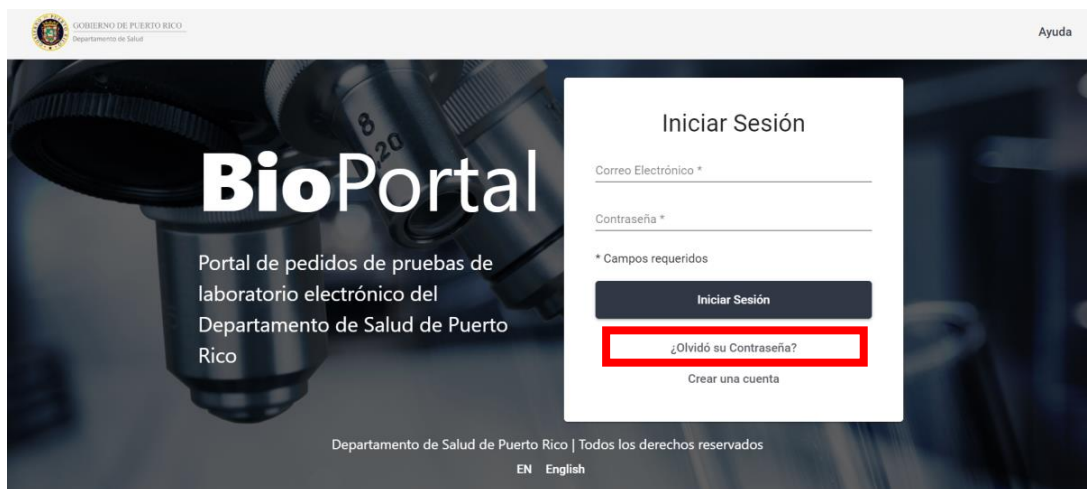 GOBIERNO DE PUERTO RICO
Departamento de Salud
Ayuda
BioPortal
Portal de pedidos de pruebas de
laboratorio electrónico del
Departamento de Salud de Puerto
Rico
Iniciar Sesión
Correo Electrónico *
Contraseña *
* Campos requeridos
Iniciar Sesión
¿Olvidó su Contraseña?
Crear una cuenta
8
20
Departamento de Salud de Puerto Rico | Todos los derechos reservados
EN English